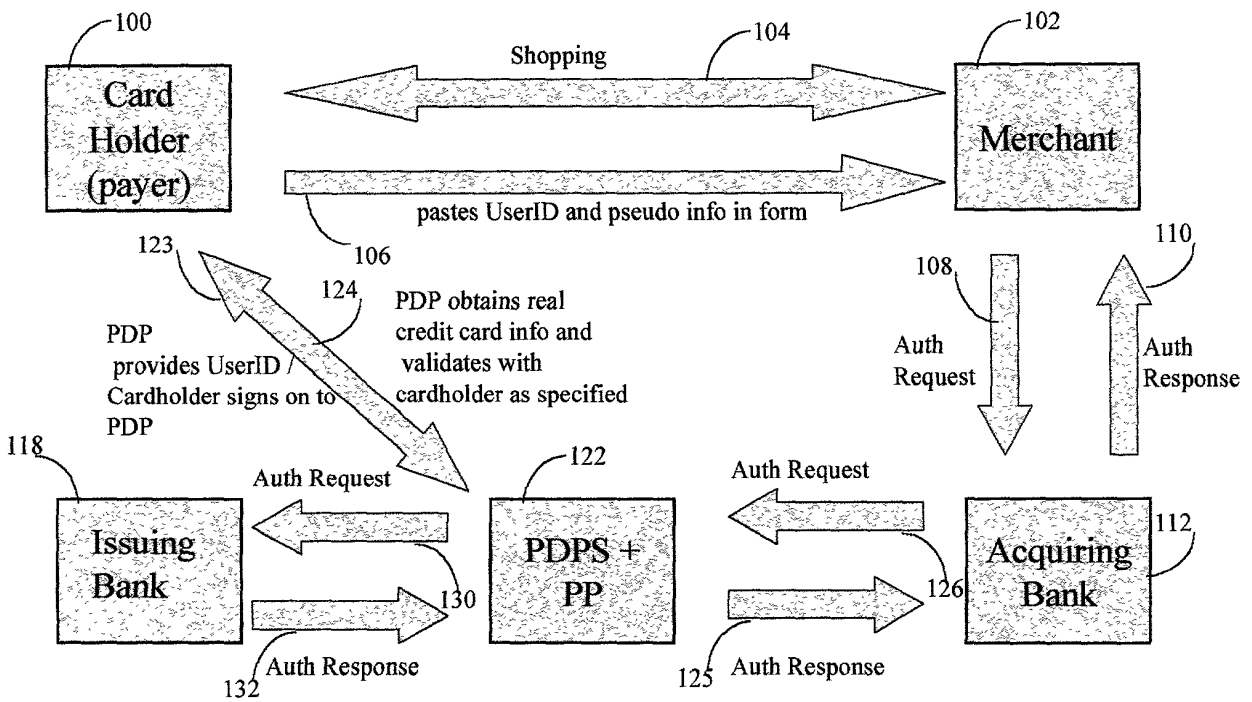 100
Card
Holder
(payer)
Shopping
104
102
Merchant
pastes UserID and pseudo info in form
106
123
124
PDP
provides UserID /
Cardholder signs on to
PDP
PDP obtains real
credit card info and
validates with
cardholder as specified
108
Auth
Request
110
Auth
Response
118
Issuing
Bank
Auth Request
130
Auth Response
132
122
PDPS +
PP
Auth Request
126
Auth Response
125
112
Acquiring
Bank